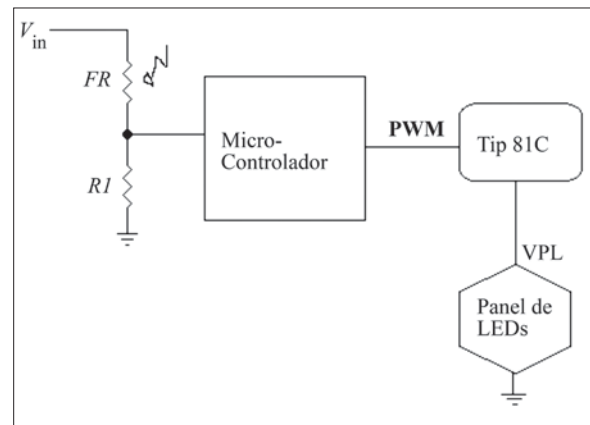 Vin
FR
R1
Micro-
Controlador
PWM
Tip 81C
VPL
Panel de
LEDs